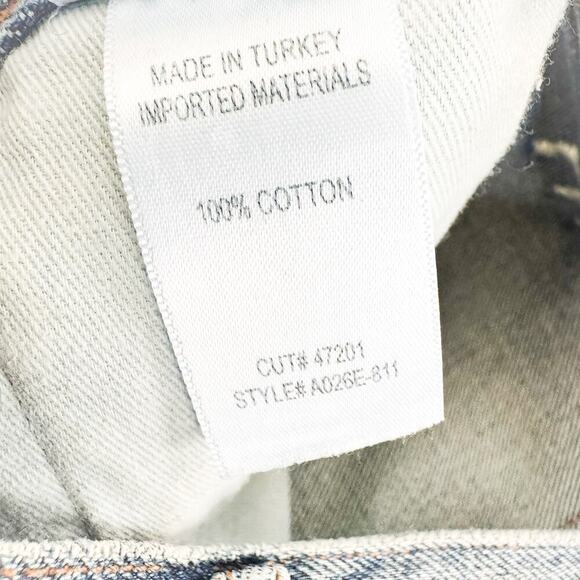 MADE IN TURKEY
IMPORTED MATERIALS
100% COTTON
CUT# 47201
STYLE# A026E-811